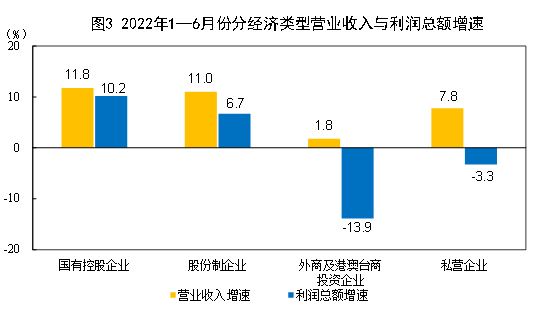 图3 2022年1—6月份分经济类型营业收入与利润总额增速
(%)
20
10
0
-10
-20
11.8
10.2
11.0
6.7
1.8
-13.9
7.8
-3.3
国有控股企业
股份制企业
外商及港澳台商
投资企业
私营企业
营业收入增速
利润总额增速